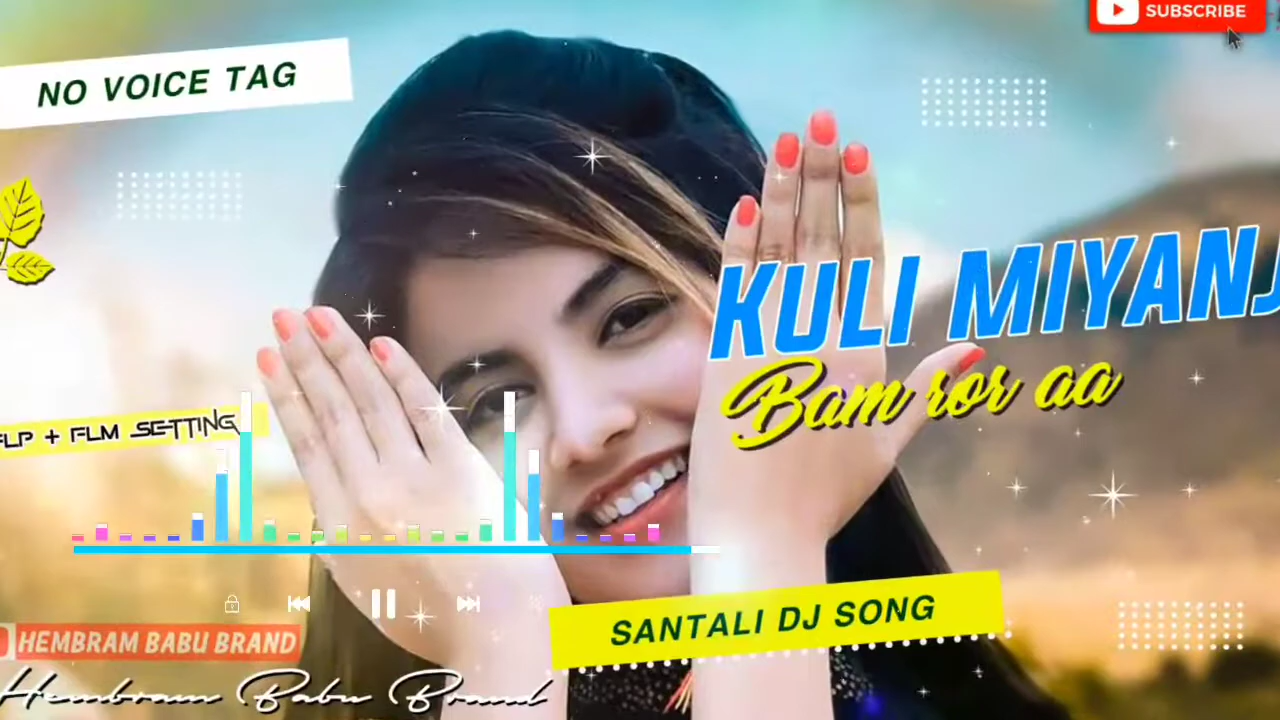 SUBSCRIBE
NO VOICE TAG
KULI MIYANJ
Bam ror aa
FLP + FLM SETTING
SANTALI DJ SONG
HEMBRAM BABU BRAND
Hembram Babu Brand